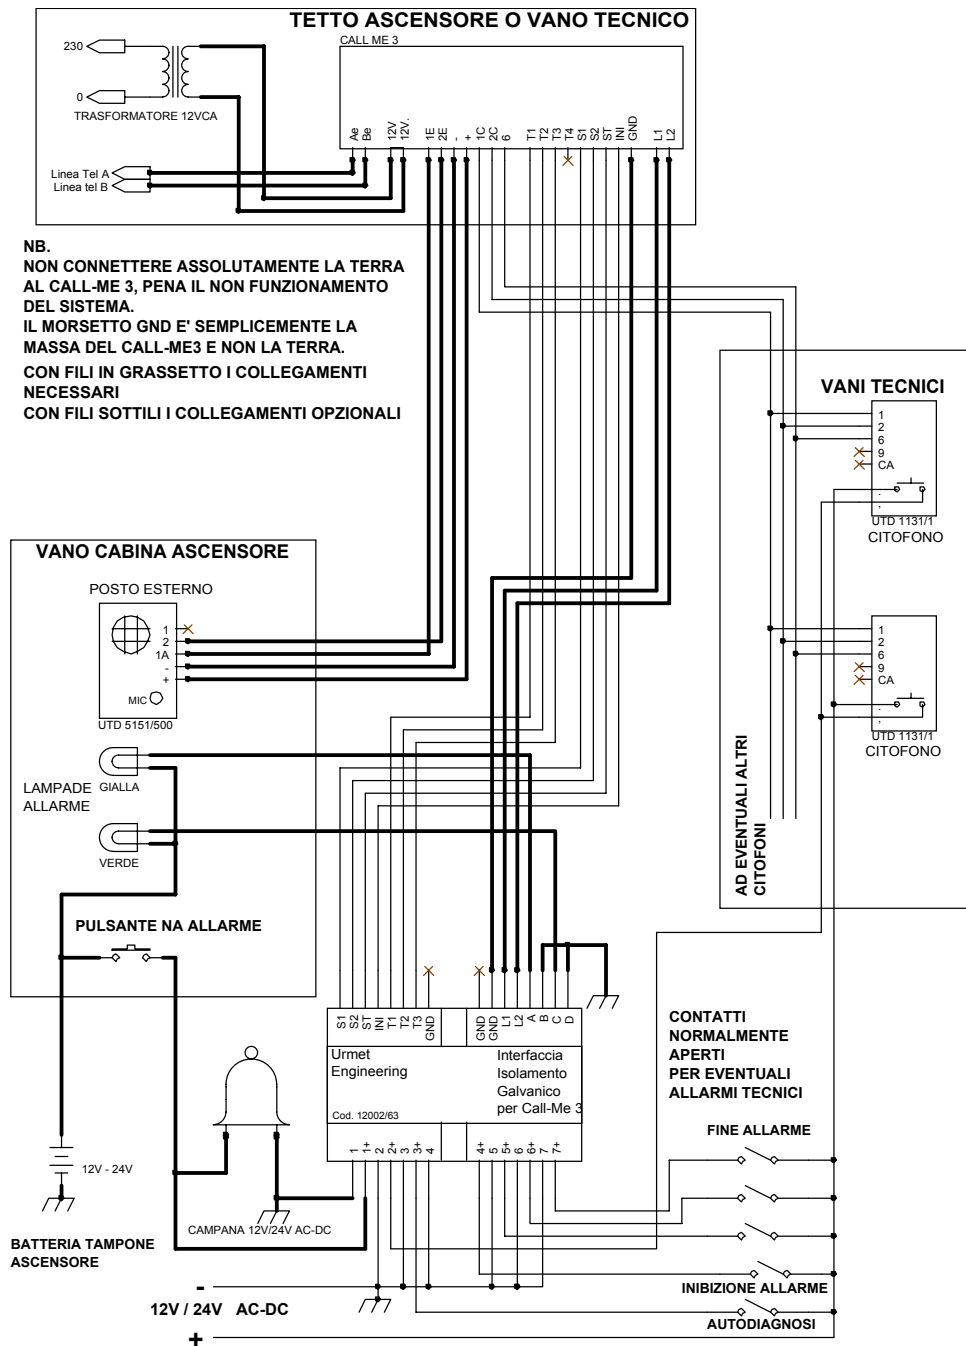 TETTO ASCENSORE O VANO TECNICO
CALL ME 3
230
0
TRASFORMATORE 12VCA
Ae
Be
12V
12V.
1E
2E
-
+
1C
2C
6
T1
T2
T3
T4
S1
S2
ST
INI
GND
L1
L2
Linea Tel A
Linea tel B
NB.
NON CONNETTERE ASSOLUTAMENTE LA TERRA
AL CALL-ME 3, PENA IL NON FUNZIONAMENTO
DEL SISTEMA.
IL MORSETTO GND E' SEMPLICEMENTE LA
MASSA DEL CALL-ME3 E NON LA TERRA.
CON FILI IN GRASSETTO I COLLEGAMENTI
NECESSARI
CON FILI SOTTILI I COLLEGAMENTI OPZIONALI
VANI TECNICI
1
2
6
9
CA
.
,
UTD 1131/1
CITOFONO
1
2
6
9
CA
.
,
UTD 1131/1
CITOFONO
AD EVENTUALI ALTRI
CITOFONI
VANO CABINA ASCENSORE
POSTO ESTERNO
1
2
1A
-
+
MIC
UTD 5151/500
LAMPADE
ALLARME
GIALLA
VERDE
PULSANTE NA ALLARME
S1
S2
ST
INI
T1
T2
T3
GND
GND
GND
L1
L2
A
B
C
D
Urmet
Engineering
Cod. 12002/63
Interfaccia
Isolamento
Galvanico
per Call-Me 3
1
1+
2
2+
3
3+
4
4+
5
5+
6
6+
7
7+
CONTATTI
NORMALMENTE
APERTI
PER EVENTUALI
ALLARMI TECNICI
FINE ALLARME
INIBIZIONE ALLARME
AUTODIAGNOSI
12V - 24V
CAMPANA 12V/24V AC-DC
BATTERIA TAMPONE
ASCENSORE
-
12V / 24V AC-DC
+